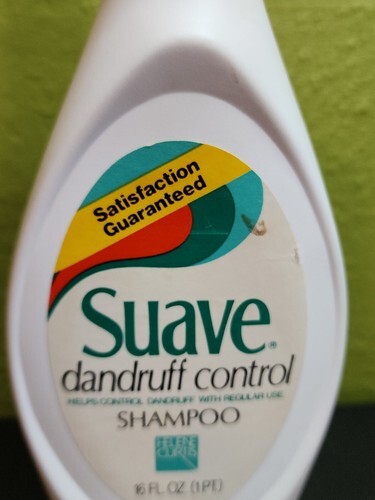 Satisfaction
Guaranteed
Suave®
dandruff control
HELPS CONTROL DANDRUFF WITH REGULAR USE
SHAMPOO
HELENE
CURTIS
16 FL. OZ. (1 PT.)